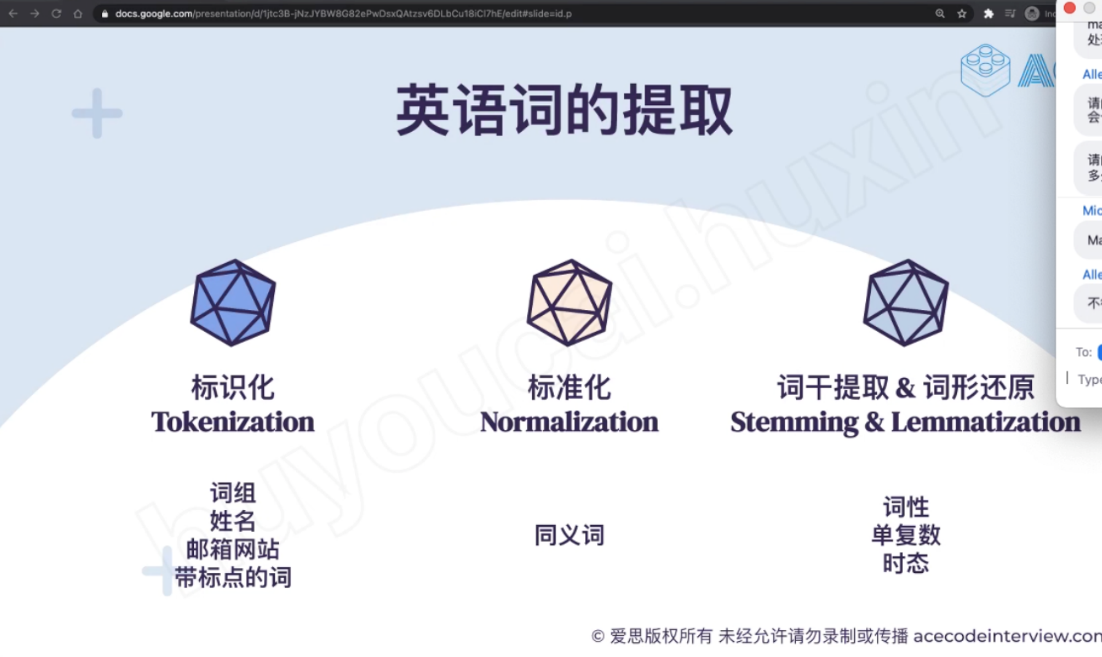 docs.google.com/presentation/d/1jtc3B-jNzJYBW8G82ePwDsxQAtzsv6DLbCu18iCl7hE/edit#slide=id.p
英语词的提取
标识化
Tokenization
词组
姓名
邮箱网站
带标点的词
标准化
Normalization
同义词
词干提取 & 词形还原
Stemming & Lemmatization
词性
单复数
时态
© 爱思版权所有 未经允许请勿录制或传播 acecodeinterview.com
huyoucai.huxin
Alle
请
会
请
多
Mic
Ma
Alle
不
To:
Type